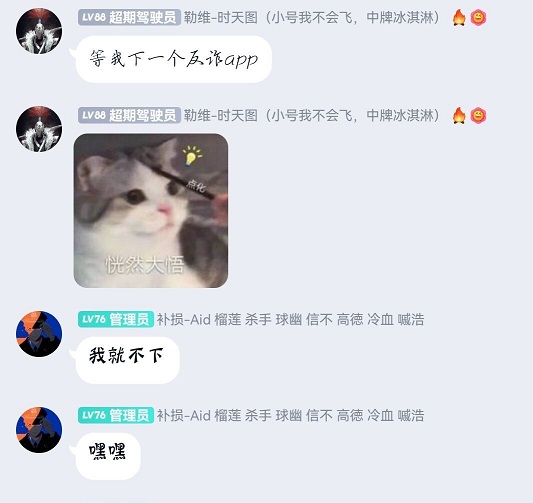 LV88 超期驾驶员 勒维-时天图（小号我不会飞，中牌冰淇淋）
等我下一个反诈app
LV88 超期驾驶员 勒维-时天图（小号我不会飞，中牌冰淇淋）
点化
恍然大悟
LV76 管理员 补损-Aid 榴莲 杀手 球幽 信不 高德 冷血 喊浩
我就不下
LV76 管理员 补损-Aid 榴莲 杀手 球幽 信不 高德 冷血 喊浩
嘿嘿